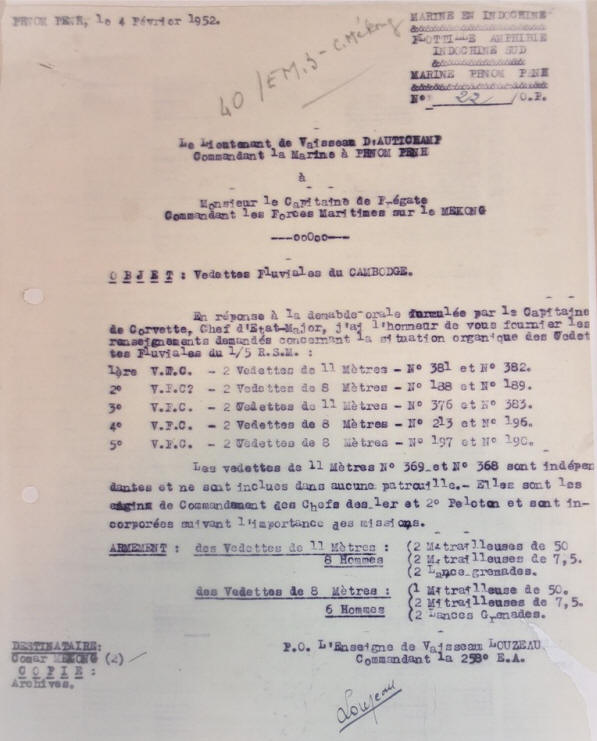 PHNOM PENH, le 4 Février 1952.
40/EM.3 - C. Mékong
MARINE EN INDOCHINE
&&&&&&&&&&&&&&&&&&&
FLOTTILLE AMPHIBIE
INDOCHINE SUD
&&&&&&&&&&&&&
MARINE PHNOM PENH
&&&&&&&&&&&&&&&&&&&
N° 22 /O.P.
Le Lieutenant de Vaisseau D'AUTICHAMP
Commandant la Marine à PHNOM PENH
à
Monsieur le Capitaine de Frégate
Commandant les Forces Maritimes sur le MEKONG
---ooOoo---
OBJET : Vedettes Fluviales du CAMBODGE.
En réponse à la demabde orale formulée par le Capitaine
de Corvette, Chef d'Etat-Major, j'ai l'honneur de vous fournier les
renseignements demandés concernant la situation organique des Vedet
tes Fluviales du 1/5 R.S.M. :
1ère V.F.C. - 2 Vedettes de 11 Mètres - N° 381 et N° 382.
2° V.F.C? - 2 Vedettes de 8 Mètres - N° 188 et N° 189.
3° V.F.C. - 2 Vedettes de 11 Mètres - N° 376 et N° 383.
4° V.F.C. - 2 Vedettes de 8 Mètres - N° 213 et N° 196.
5° V.F.C. - 2 Vedettes de 8 Mètres - N° 197 et N° 190.
Les vedettes de 11 Mètres N° 369 et N° 368 sont indépen
dantes et ne sont inclues dans aucune patrouille.- Elles sont les
engins de Commandement des Chefs des 1er et 2° Peloton et sont in-
corporées suivant l'importance des missions.
ARMEMENT : des Vedettes de 11 Mètres : (2 Mitrailleuses de 50
8 Hommes (2 Mitrailleuses de 7,5.
(2 Lance-grenades.
des Vedettes de 8 Mètres : (1 Mitrailleuse de 50.
6 Hommes (2 Mitrailleuses de 7,5.
(2 Lances Grenades.
DESTINATAIRE:
Comar MEKONG (2)
COPIE :
Archives.
P.O. L'Enseigne de Vaisseau LOUZEAU
Commandant la 258° E.A.
Louzeau